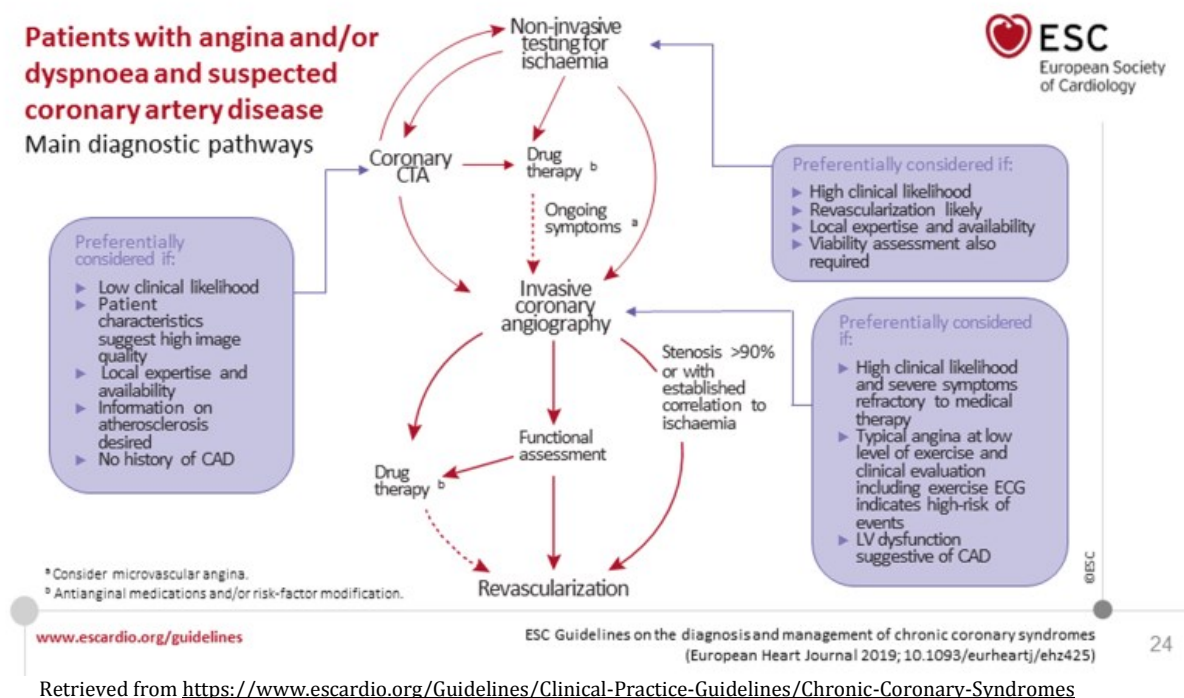 Patients with angina and/or
dyspnoea and suspected
coronary artery disease
Main diagnostic pathways
Non-invasive
testing for
ischaemia
ESC
European Society
of Cardiology
Coronary
CTA
Drug
therapy b
Ongoing
symptoms a
Preferentially considered if:
► High clinical likelihood
► Revascularization likely
► Local expertise and availability
► Viability assessment also
required
Preferentially
considered if:
► Low clinical likelihood
► Patient
characteristics
suggest high image
quality
► Local expertise and
availability
► Information on
atherosclerosis
desired
► No history of CAD
Invasive
coronary
angiography
Stenosis >90%
or with
established
correlation to
ischaemia
Preferentially considered
if:
► High clinical likelihood
and severe symptoms
refractory to medical
therapy
► Typical angina at low
level of exercise and
clinical evaluation
including exercise ECG
indicates high-risk of
events
► LV dysfunction
suggestive of CAD
Functional
assessment
Drug
therapy b
Revascularization
a Consider microvascular angina.
b Antianginal medications and/or risk-factor modification.
©ESC
www.escardio.org/guidelines
ESC Guidelines on the diagnosis and management of chronic coronary syndromes
(European Heart Journal 2019; 10.1093/eurheartj/ehz425)
24
Retrieved from https://www.escardio.org/Guidelines/Clinical-Practice-Guidelines/Chronic-Coronary-Syndromes